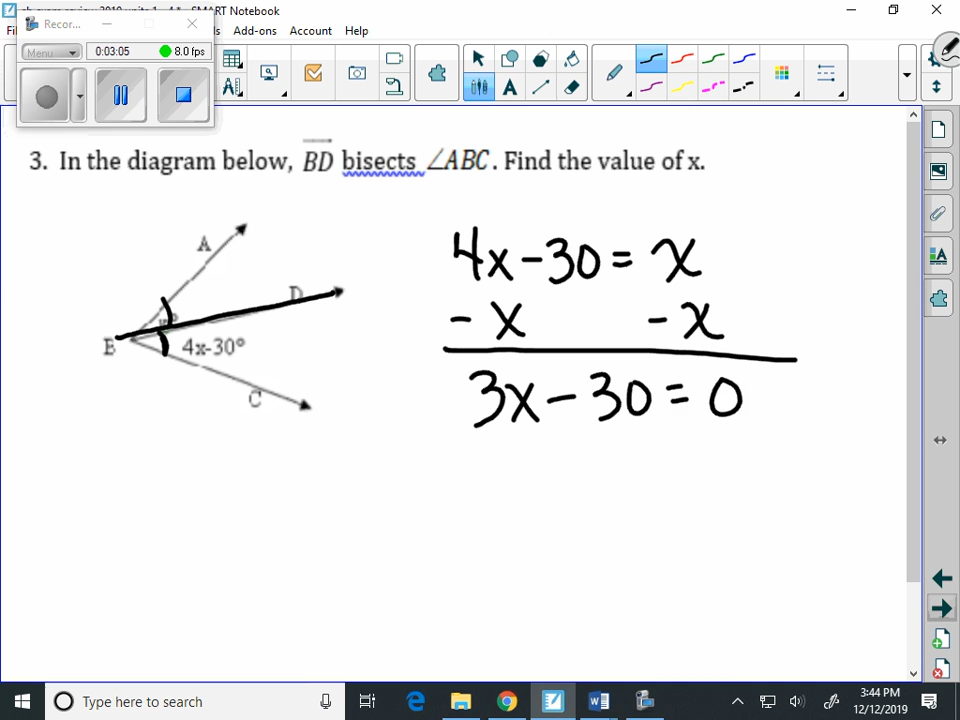 SMART Notebook
Recor...
Add-ons Account Help
Menu 0:03:05 8.0 fps
3. In the diagram below, BD bisects ∠ABC. Find the value of x.
A
D
B
4x-30°
C
4x-30=x
-x -x
3x-30=0
Type here to search
3:44 PM
12/12/2019